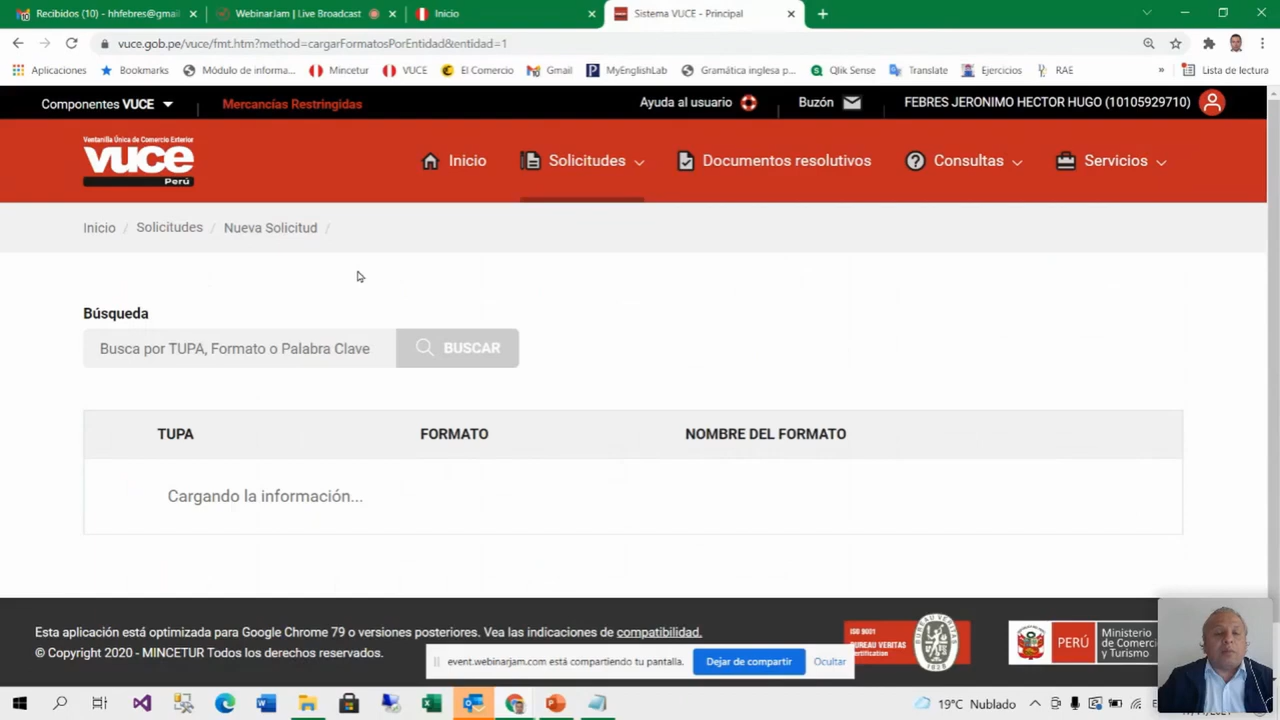 Recibidos (10) - hhfebres@gmail
WebinarJam | Live Broadcast
Inicio
Sistema VUCE - Principal
vuce.gob.pe/vuce/fmt.htm?method=cargarFormatosPorEntidad&entidad=1
Aplicaciones
Bookmarks
Módulo de informa...
Mincetur
VUCE
El Comercio
Gmail
MyEnglishLab
Gramática inglesa p...
Qlik Sense
Translate
Ejercicios
RAE
»
Lista de lectura
Componentes VUCE
Mercancías Restringidas
Ayuda al usuario
Buzón
FEBRES JERONIMO HECTOR HUGO (10105929710)
Ventanilla Única de Comercio Exterior
vuce
Perú
Inicio
Solicitudes
Documentos resolutivos
Consultas
Servicios
Inicio / Solicitudes / Nueva Solicitud /
Búsqueda
Busca por TUPA, Formato o Palabra Clave
BUSCAR
TUPA
FORMATO
NOMBRE DEL FORMATO
Cargando la información...
Esta aplicación está optimizada para Google Chrome 79 o versiones posteriores. Vea las indicaciones de compatibilidad.
© Copyright 2020 - MINCETUR Todos los derechos reservados.
ISO 9001
BUREAU VERITAS
Certification
PERÚ
Ministerio
de Comercio
y Turismo
event.webinarjam.com está compartiendo tu pantalla.
Dejar de compartir
Ocultar
19°C Nublado